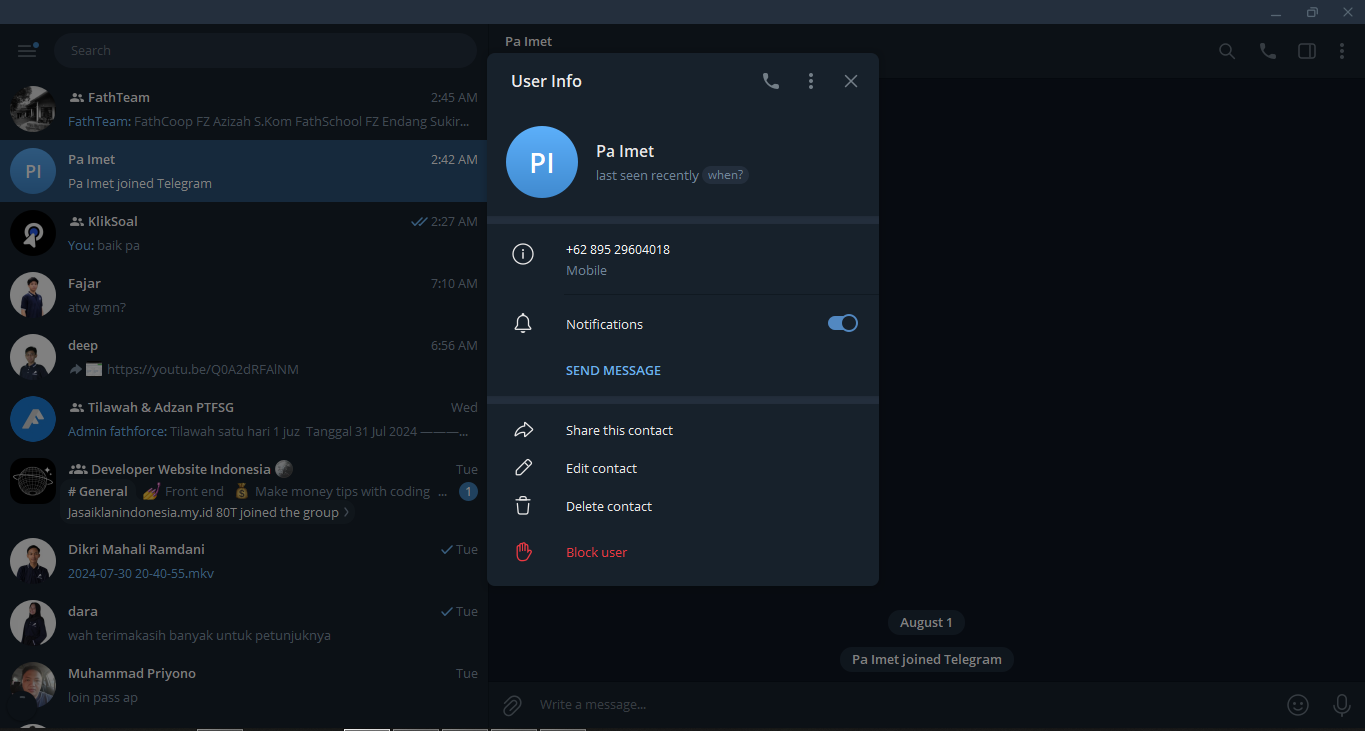 Search
FathTeam
2:45 AM
FathTeam: FathCoop FZ Azizah S.Kom FathSchool FZ Endang Sukir...
PI
Pa Imet
2:42 AM
Pa Imet joined Telegram
KlikSoal
2:27 AM
You: baik pa
Fajar
7:10 AM
atw gmn?
deep
6:56 AM
https://youtu.be/Q0A2dRFAlNM
Tilawah & Adzan PTFSG
Wed
Admin fathforce: Tilawah satu hari 1 juz Tanggal 31 Jul 2024 ———...
Developer Website Indonesia
Tue
# General 💅 Front end 💰 Make money tips with coding ...
1
Jasaiklanindonesia.my.id 80T joined the group >
Dikri Mahali Ramdani
Tue
2024-07-30 20-40-55.mkv
dara
Tue
wah terimakasih banyak untuk petunjuknya
Muhammad Priyono
Tue
loin pass ap
Pa Imet
User Info
PI
Pa Imet
last seen recently when?
+62 895 29604018
Mobile
Notifications
SEND MESSAGE
Share this contact
Edit contact
Delete contact
Block user
August 1
Pa Imet joined Telegram
Write a message...